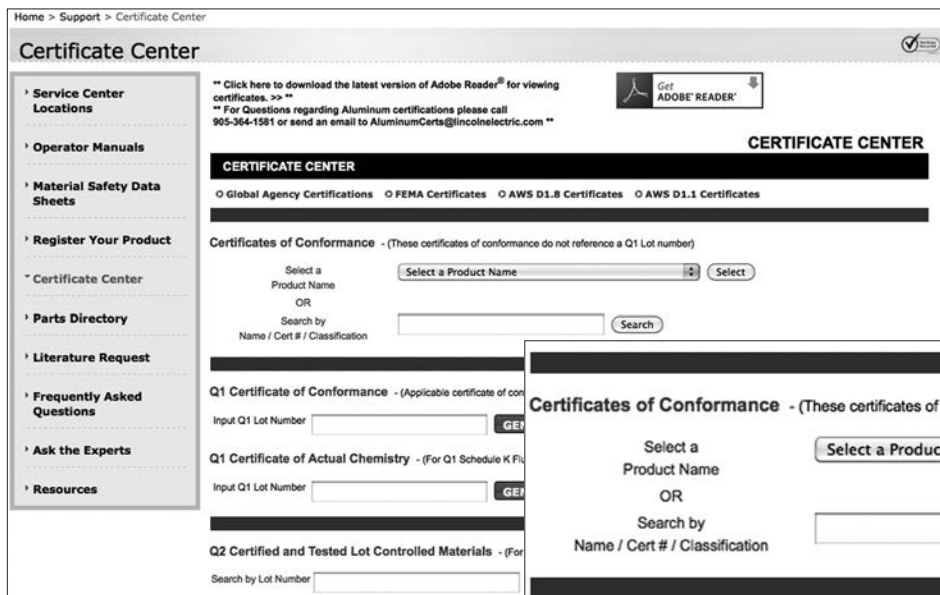 Home > Support > Certificate Center
Certificate Center
Service Center
Locations
Operator Manuals
Material Safety Data
Sheets
Register Your Product
Certificate Center
Parts Directory
Literature Request
Frequently Asked
Questions
Ask the Experts
Resources
** Click here to download the latest version of Adobe Reader® for viewing
certificates. >> **
** For Questions regarding Aluminum certifications please call
905-364-1581 or send an email to AluminumCerts@lincolnelectric.com **
Get
ADOBE® READER®
CERTIFICATE CENTER
CERTIFICATE CENTER
Global Agency Certifications FEMA Certificates AWS D1.8 Certificates AWS D1.1 Certificates
Certificates of Conformance - (These certificates of conformance do not reference a Q1 Lot number)
Select a
Product Name
Select a Product Name Select
OR
Search by
Name / Cert # / Classification
Search
Q1 Certificate of Conformance - (Applicable certificate of con
Input Q1 Lot Number GEN
Q1 Certificate of Actual Chemistry - (For Q1 Schedule K Flu
Input Q1 Lot Number GEN
Q2 Certified and Tested Lot Controlled Materials - (For
Search by Lot Number
Certificates of Conformance - (These certificates of
Select a
Product Name
Select a Produc
OR
Search by
Name / Cert # / Classification